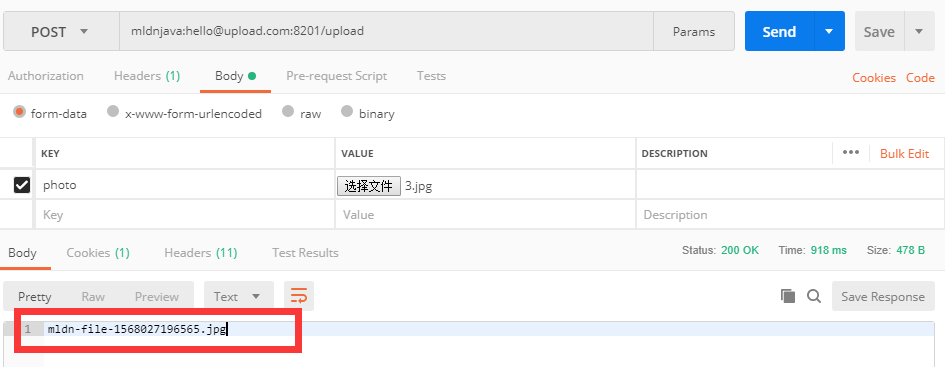 POST mldnjava:hello@upload.com:8201/upload Params Send Save
Authorization Headers (1) Body Pre-request Script Tests Cookies Code
form-data x-www-form-urlencoded raw binary
KEY VALUE DESCRIPTION ••• Bulk Edit
photo 选择文件 3.jpg
Key Value Description
Body Cookies (1) Headers (11) Test Results Status: 200 OK Time: 918 ms Size: 478 B
Pretty Raw Preview Text Save Response
1 mldn-file-1568027196565.jpg